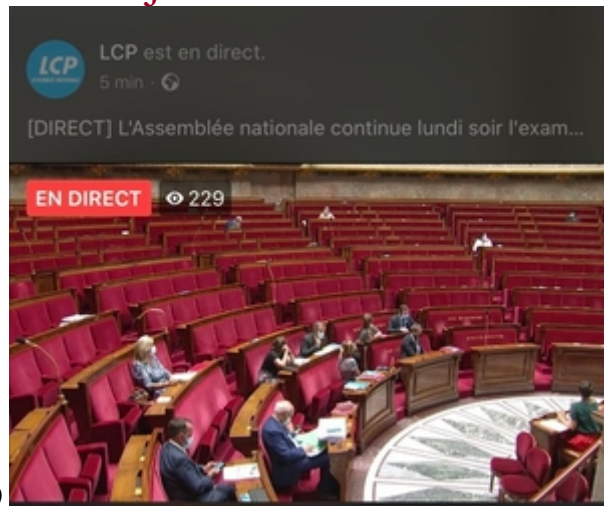 LCP est en direct.
LCP
5 min ·
[DIRECT] L'Assemblée nationale continue lundi soir l'exam...
EN DIRECT 229